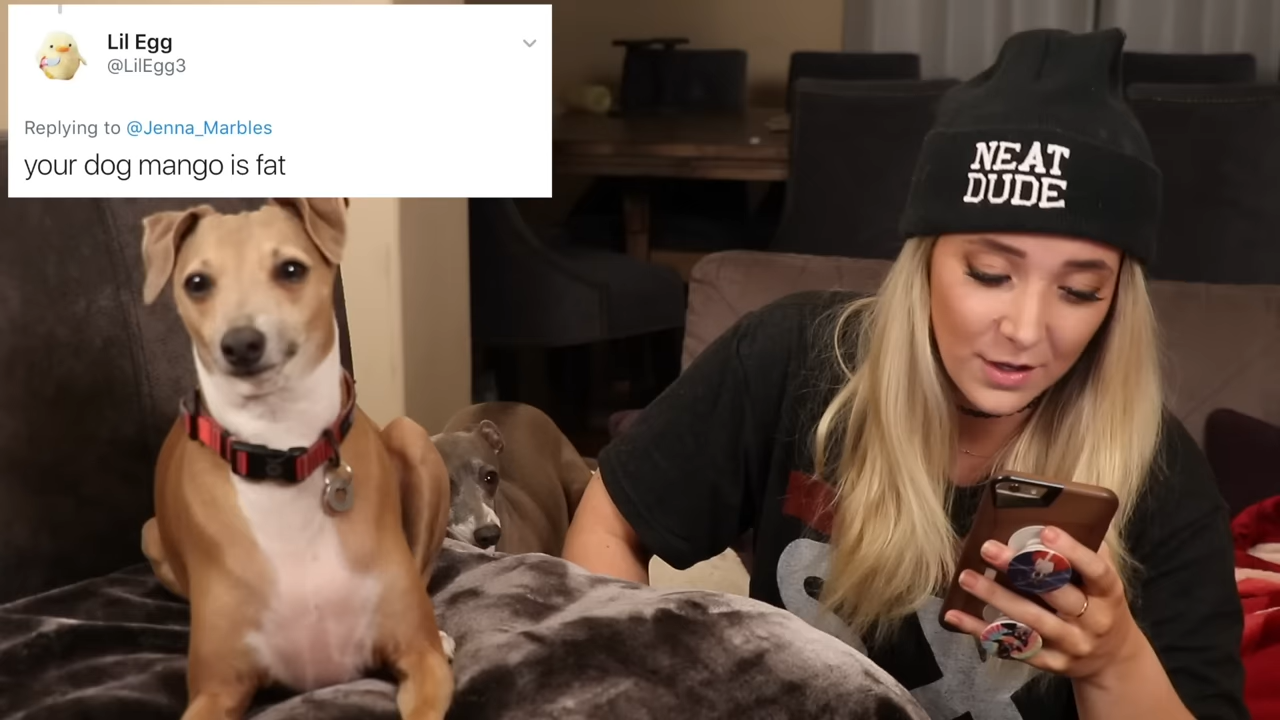 Lil Egg
@LilEgg3
Replying to @Jenna_Marbles
your dog mango is fat
NEAT
DUDE